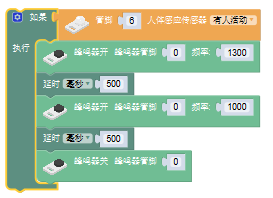 如果 管脚 6 人体感应传感器 有人活动
执行 蜂鸣器开 蜂鸣器管脚 0 频率: 1300
延时 毫秒 500
蜂鸣器开 蜂鸣器管脚 0 频率: 1000
延时 毫秒 500
蜂鸣器关 蜂鸣器管脚 0